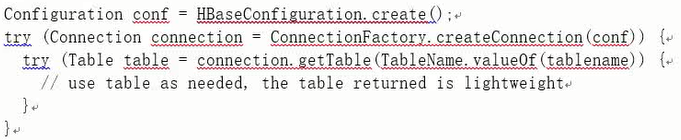 Configuration conf = HBaseConfiguration.create();
try (Connection connection = ConnectionFactory.createConnection(conf)) {
  try (Table table = connection.getTable(TableName.valueOf(tablename)) {
    // use table as needed, the table returned is lightweight
  }
}